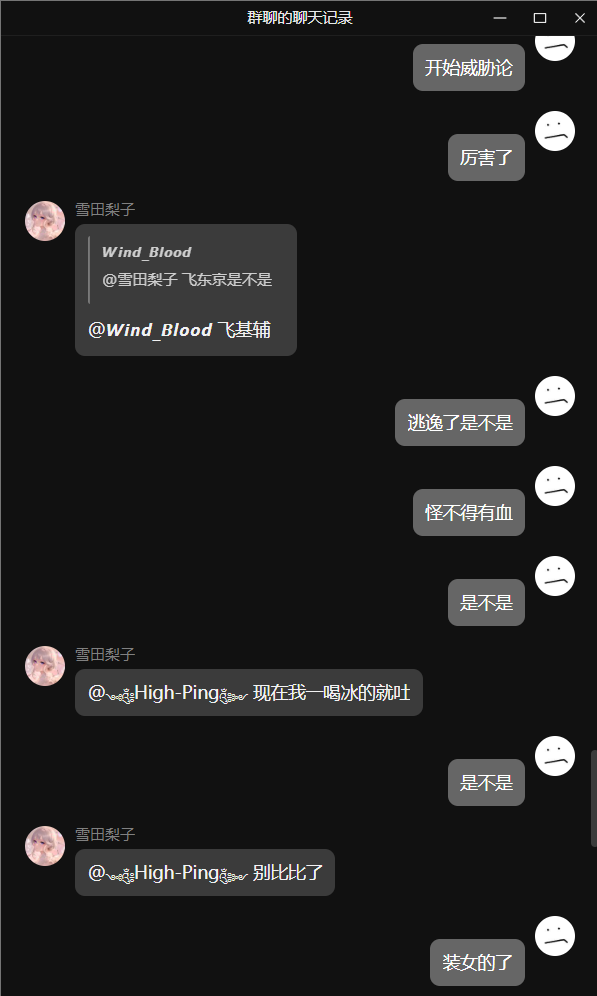 群聊的聊天记录
开始威胁论
厉害了
雪田梨子
Wind_Blood
@雪田梨子 飞东京是不是
@Wind_Blood 飞基辅
逃逸了是不是
怪不得有血
是不是
雪田梨子
@High-Ping 现在我一喝冰的就吐
是不是
雪田梨子
@High-Ping 别比比了
装女的了